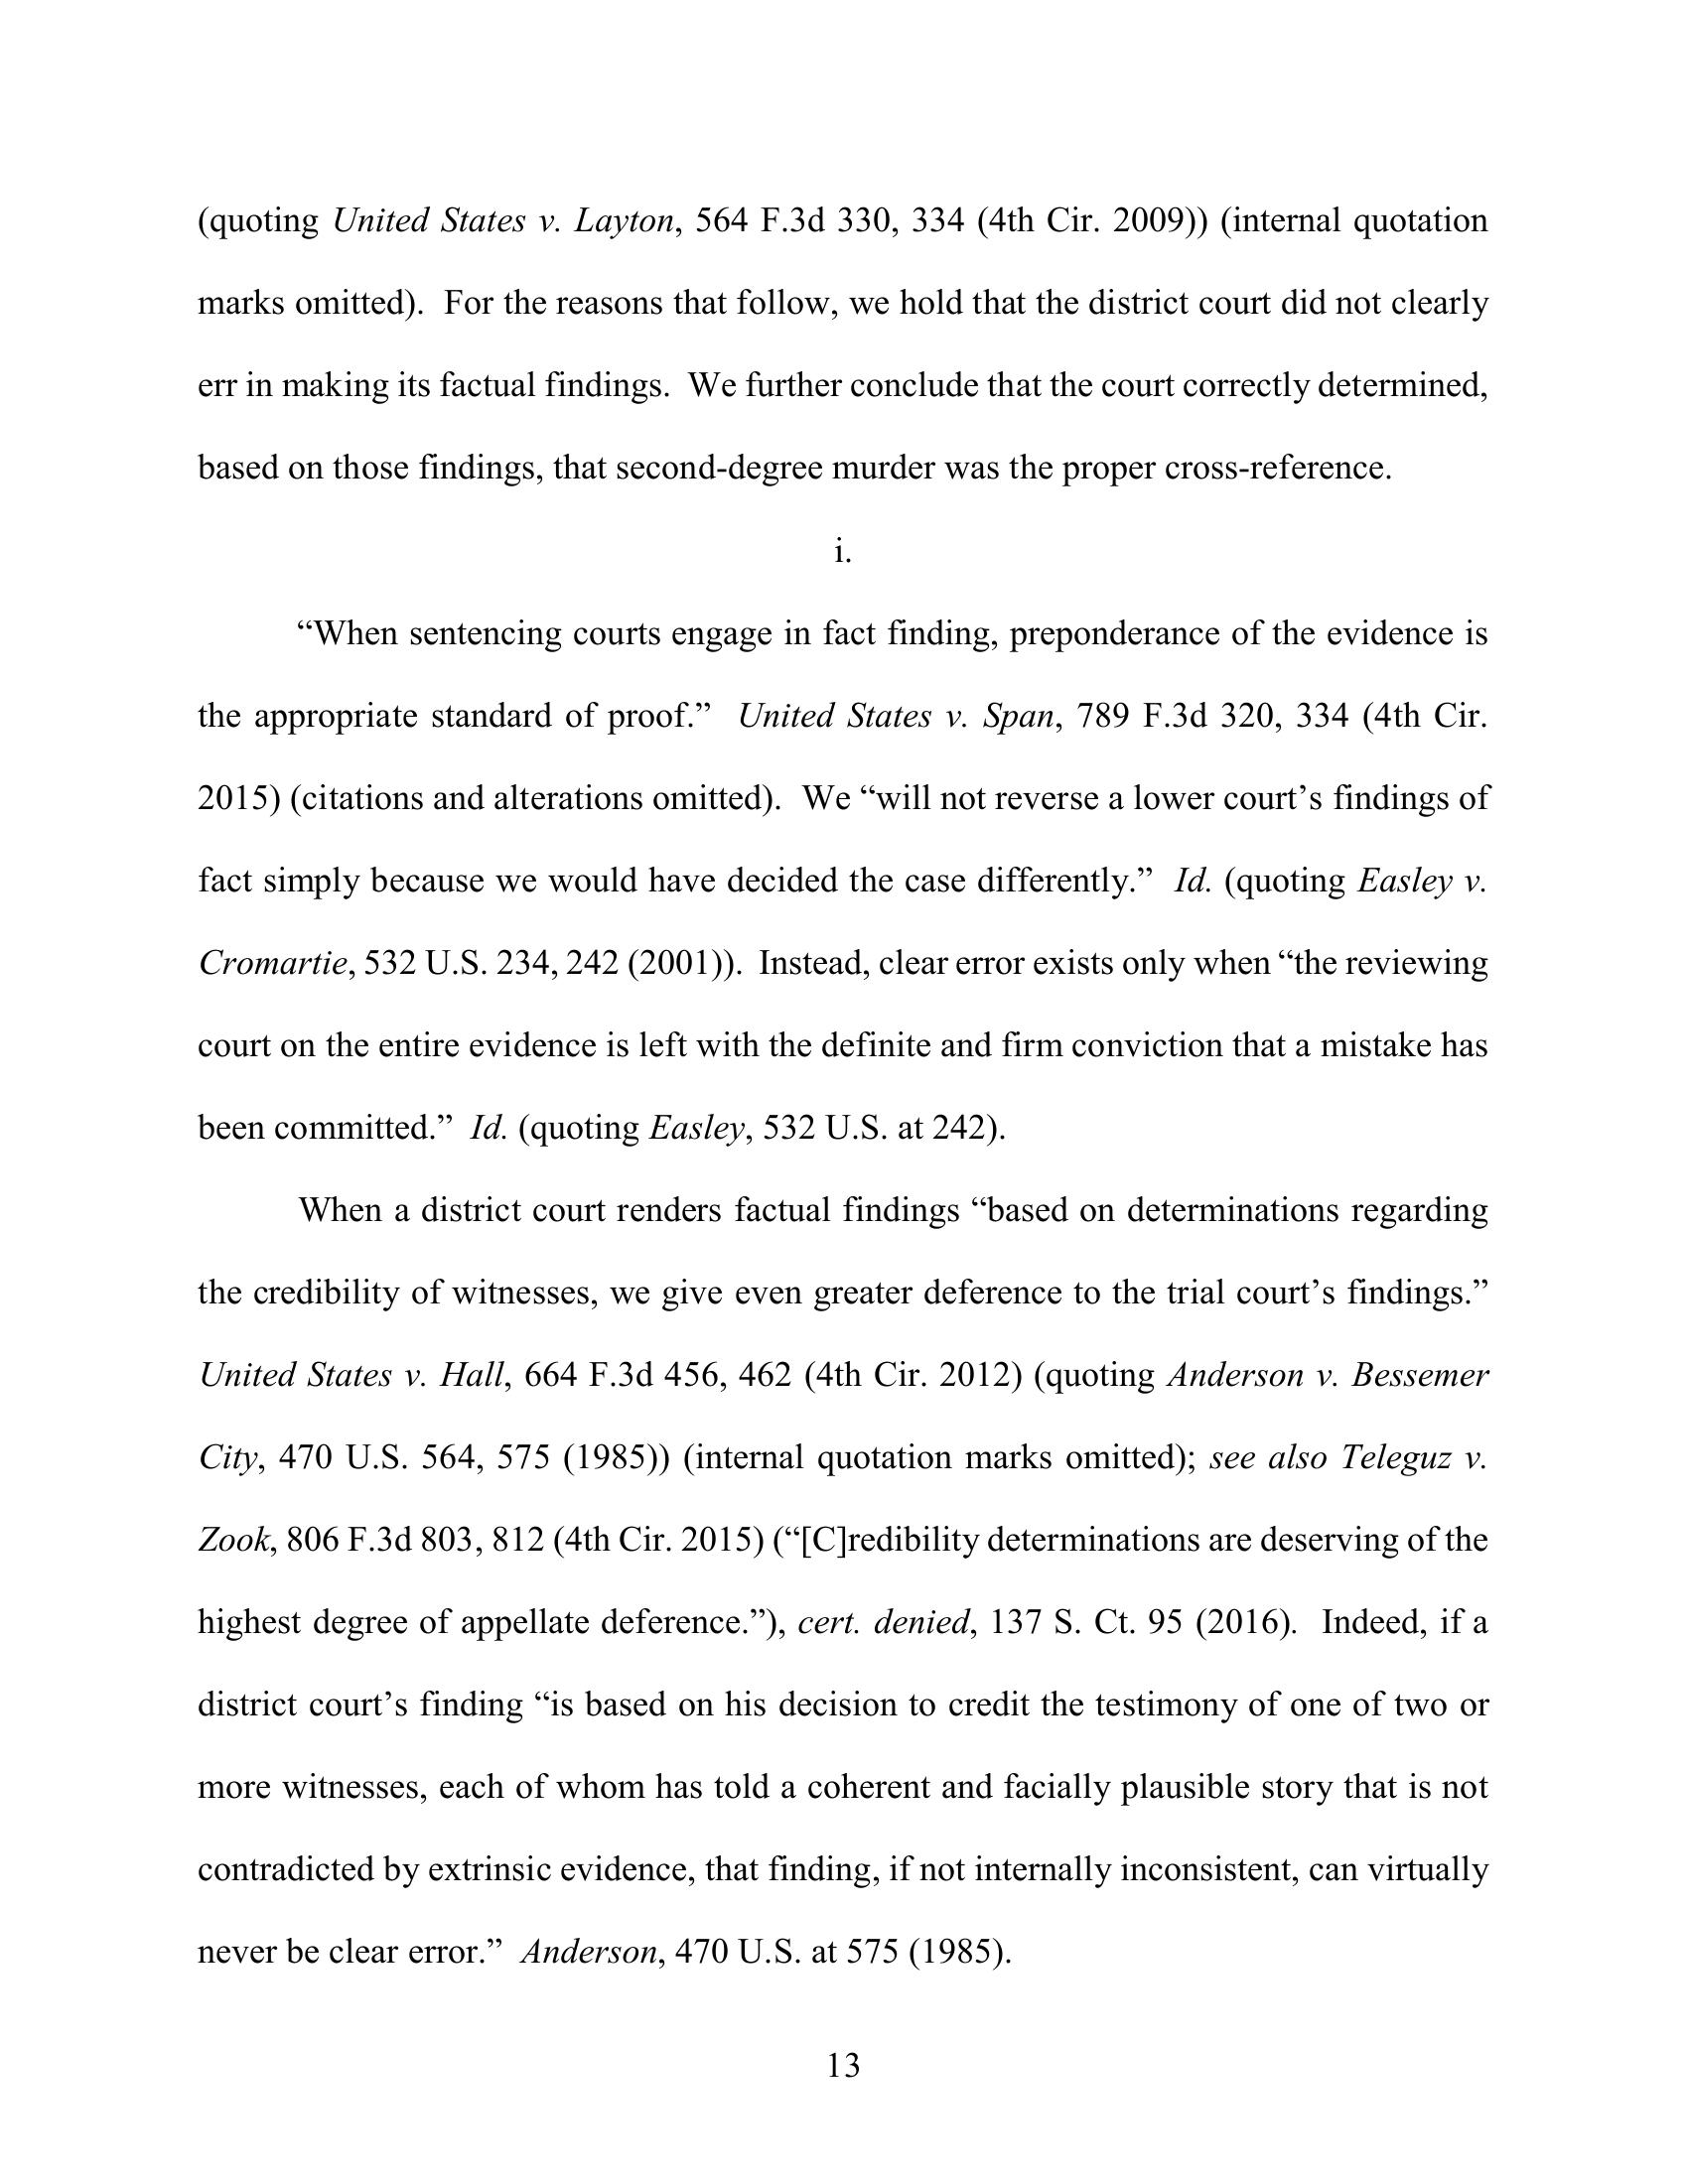 (quoting United States v. Layton, 564 F.3d 330, 334 (4th Cir. 2009)) (internal quotation
marks omitted).  For the reasons that follow, we hold that the district court did not clearly
err in making its factual findings.  We further conclude that the court correctly determined,
based on those findings, that second-degree murder was the proper cross-reference.
i.
“When sentencing courts engage in fact finding, preponderance of the evidence is
the appropriate standard of proof.”  United States v. Span, 789 F.3d 320, 334 (4th Cir.
2015) (citations and alterations omitted).  We “will not reverse a lower court’s findings of
fact simply because we would have decided the case differently.”  Id. (quoting Easley v.
Cromartie, 532 U.S. 234, 242 (2001)).  Instead, clear error exists only when “the reviewing
court on the entire evidence is left with the definite and firm conviction that a mistake has
been committed.”  Id. (quoting Easley, 532 U.S. at 242).
When a district court renders factual findings “based on determinations regarding
the credibility of witnesses, we give even greater deference to the trial court’s findings.”
United States v. Hall, 664 F.3d 456, 462 (4th Cir. 2012) (quoting Anderson v. Bessemer
City, 470 U.S. 564, 575 (1985)) (internal quotation marks omitted); see also Teleguz v.
Zook, 806 F.3d 803, 812 (4th Cir. 2015) (“[C]redibility determinations are deserving of the
highest degree of appellate deference.”), cert. denied, 137 S. Ct. 95 (2016).  Indeed, if a
district court’s finding “is based on his decision to credit the testimony of one of two or
more witnesses, each of whom has told a coherent and facially plausible story that is not
contradicted by extrinsic evidence, that finding, if not internally inconsistent, can virtually
never be clear error.”  Anderson, 470 U.S. at 575 (1985).
13